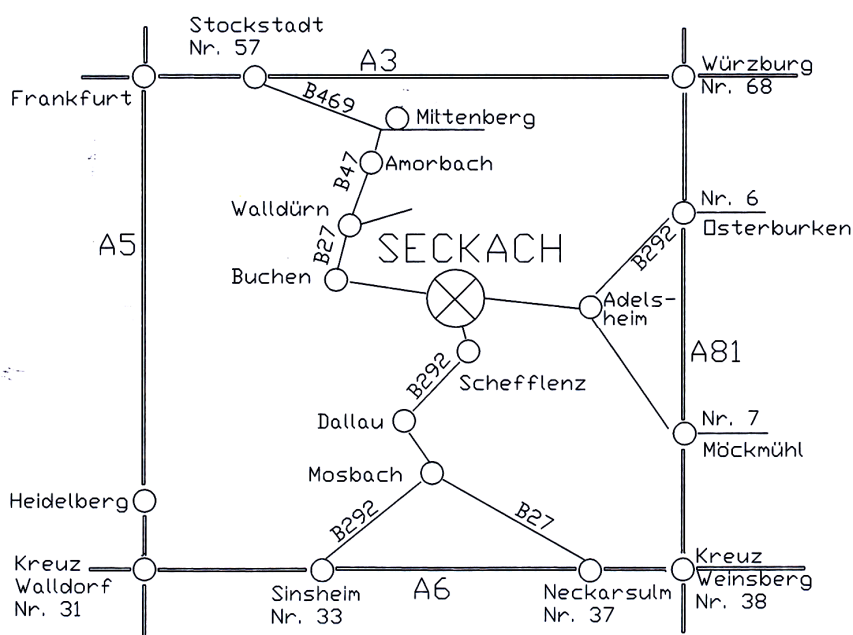 Stockstadt
Nr. 57
A3
Würzburg
Nr. 68
Frankfurt
B469
Mittenberg
B47
Amorbach
Walldürn
Nr. 6
Osterburken
A5
B27
SECKACH
B292
Buchen
Adels-
heim
A81
B292
Schefflenz
Dallau
Nr. 7
Möckmühl
Mosbach
Heidelberg
B292
B27
Kreuz
Walldorf
Nr. 31
Sinsheim
Nr. 33
A6
Neckarsulm
Nr. 37
Kreuz
Weinsberg
Nr. 38